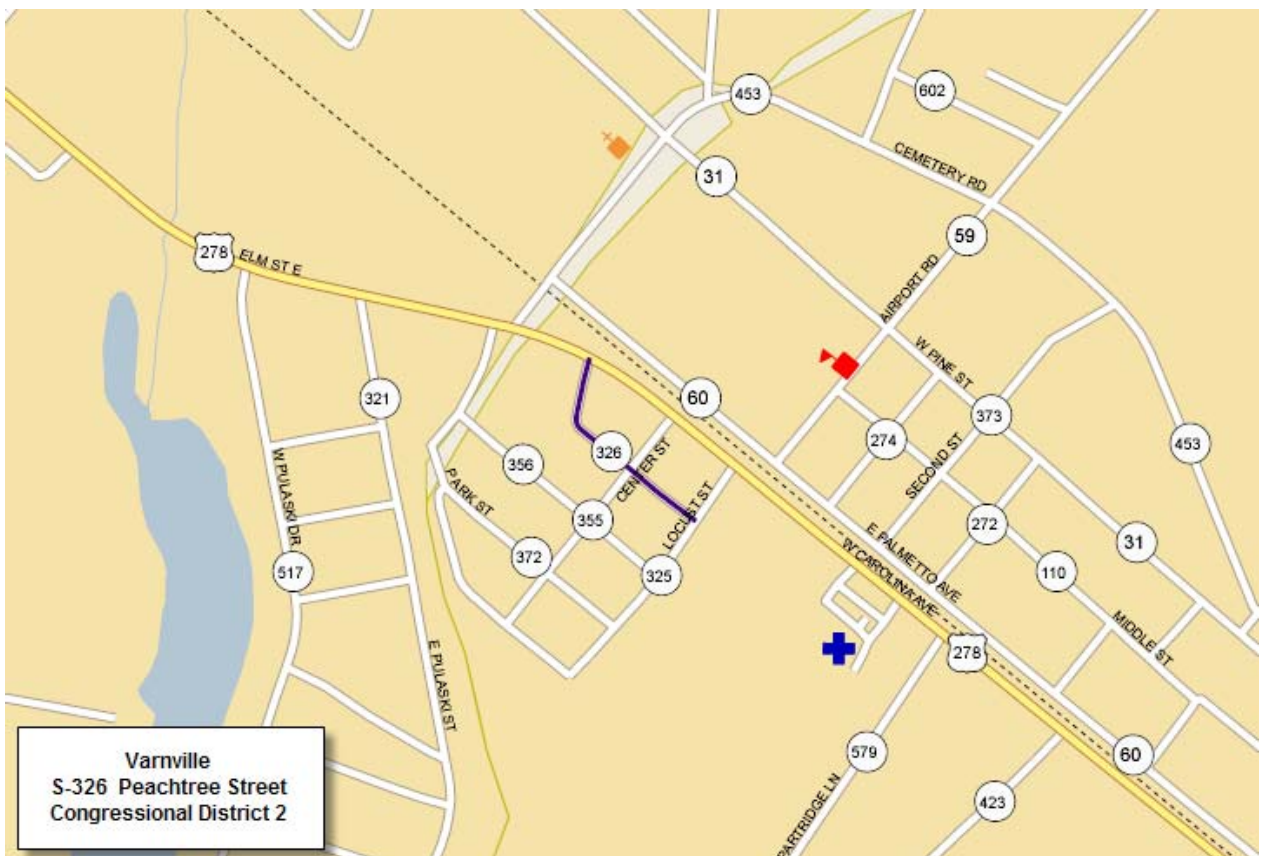 453
602
31
CEMETERY RD
278
ELM ST E
59
AIRPORT RD
W PINE ST
321
60
373
326
274
453
356
CENTER ST
SECOND ST
W PULASKI DR
PARK ST
355
LOCUST ST
272
31
372
325
517
E PALMETTO AVE
W CAROLINA AVE
110
MIDDLE ST
E PULASKI ST
278
579
60
PARTRIDGE LN
423
Varnville
S-326 Peachtree Street
Congressional District 2